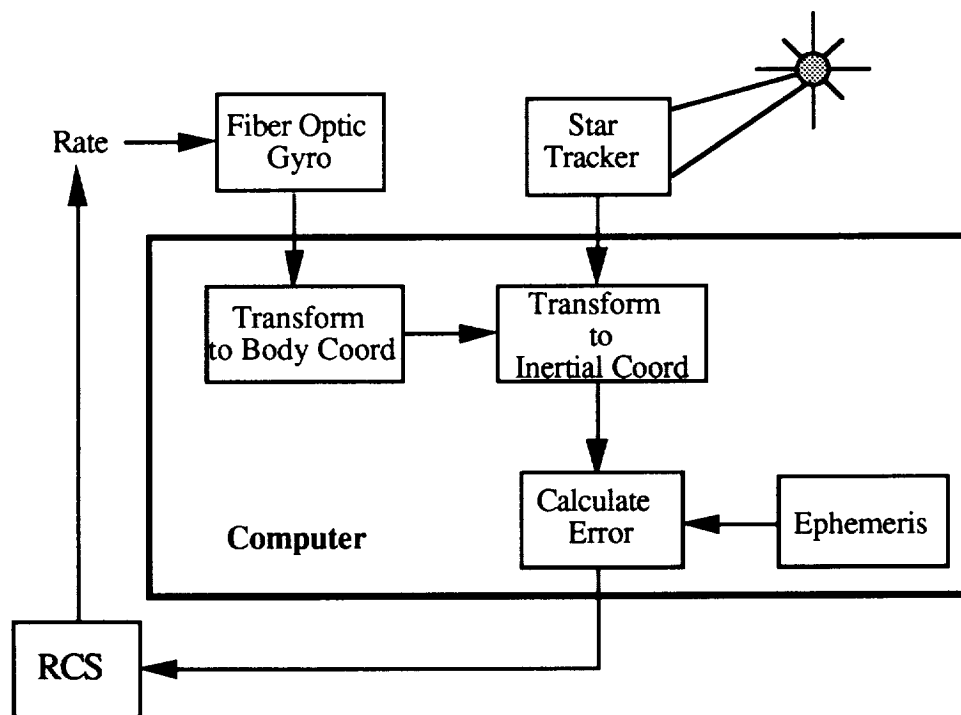 Rate
Fiber Optic
Gyro
Star
Tracker
Transform
to Body Coord
Transform
to
Inertial Coord
Calculate
Error
Ephemeris
Computer
RCS